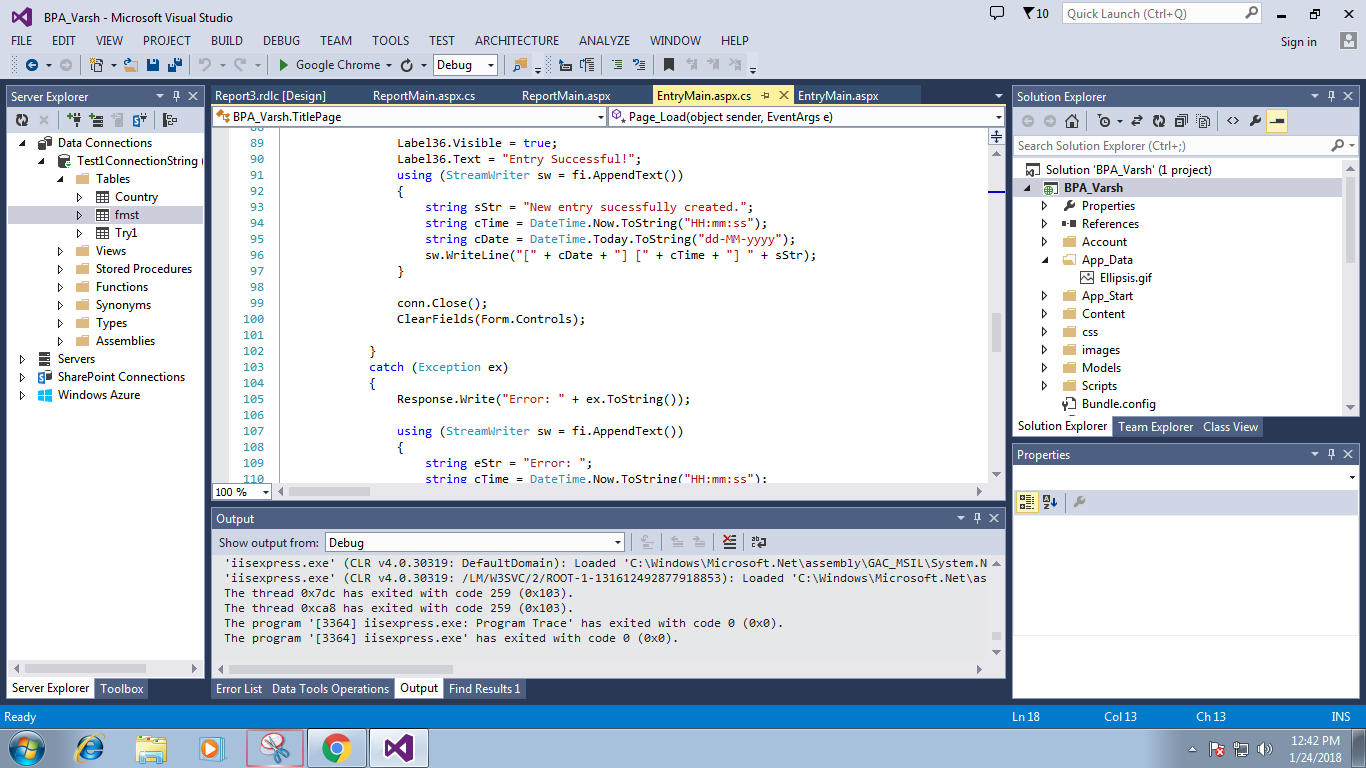 BPA_Varsh - Microsoft Visual Studio
10
Quick Launch (Ctrl+Q)
FILE EDIT VIEW PROJECT BUILD DEBUG TEAM TOOLS TEST ARCHITECTURE ANALYZE WINDOW HELP
Sign in
Google Chrome Debug
Server Explorer
Data Connections
Test1ConnectionString (
Tables
Country
fmst
Try1
Views
Stored Procedures
Functions
Synonyms
Types
Assemblies
Servers
SharePoint Connections
Windows Azure
Server Explorer Toolbox
Report3.rdlc [Design] ReportMain.aspx.cs ReportMain.aspx EntryMain.aspx.cs EntryMain.aspx
BPA_Varsh.TitlePage Page_Load(object sender, EventArgs e)
88
89 Label36.Visible = true;
90 Label36.Text = "Entry Successful!";
91 using (StreamWriter sw = fi.AppendText())
92 {
93 string sStr = "New entry sucessfully created.";
94 string cTime = DateTime.Now.ToString("HH:mm:ss");
95 string cDate = DateTime.Today.ToString("dd-MM-yyyy");
96 sw.WriteLine("[" + cDate + "] [" + cTime + "] " + sStr);
97 }
98
99 conn.Close();
100 ClearFields(Form.Controls);
101
102 }
103 catch (Exception ex)
104 {
105 Response.Write("Error: " + ex.ToString());
106
107 using (StreamWriter sw = fi.AppendText())
108 {
109 string eStr = "Error: ";
110 string cTime = DateTime.Now.ToString("HH:mm:ss");
100 %
Output
Show output from: Debug
'iisexpress.exe' (CLR v4.0.30319: DefaultDomain): Loaded 'C:\Windows\Microsoft.Net\assembly\GAC_MSIL\System.N
'iisexpress.exe' (CLR v4.0.30319: /LM/W3SVC/2/ROOT-1-131612492877918853): Loaded 'C:\Windows\Microsoft.Net\as
The thread 0x7dc has exited with code 259 (0x103).
The thread 0xca8 has exited with code 259 (0x103).
The program '[3364] iisexpress.exe: Program Trace' has exited with code 0 (0x0).
The program '[3364] iisexpress.exe' has exited with code 0 (0x0).
Error List Data Tools Operations Output Find Results 1
Solution Explorer
Search Solution Explorer (Ctrl+;)
Solution 'BPA_Varsh' (1 project)
BPA_Varsh
Properties
References
Account
App_Data
Ellipsis.gif
App_Start
Content
css
images
Models
Scripts
Bundle.config
Solution Explorer Team Explorer Class View
Properties
Ready Ln 18 Col 13 Ch 13 INS
12:42 PM
1/24/2018